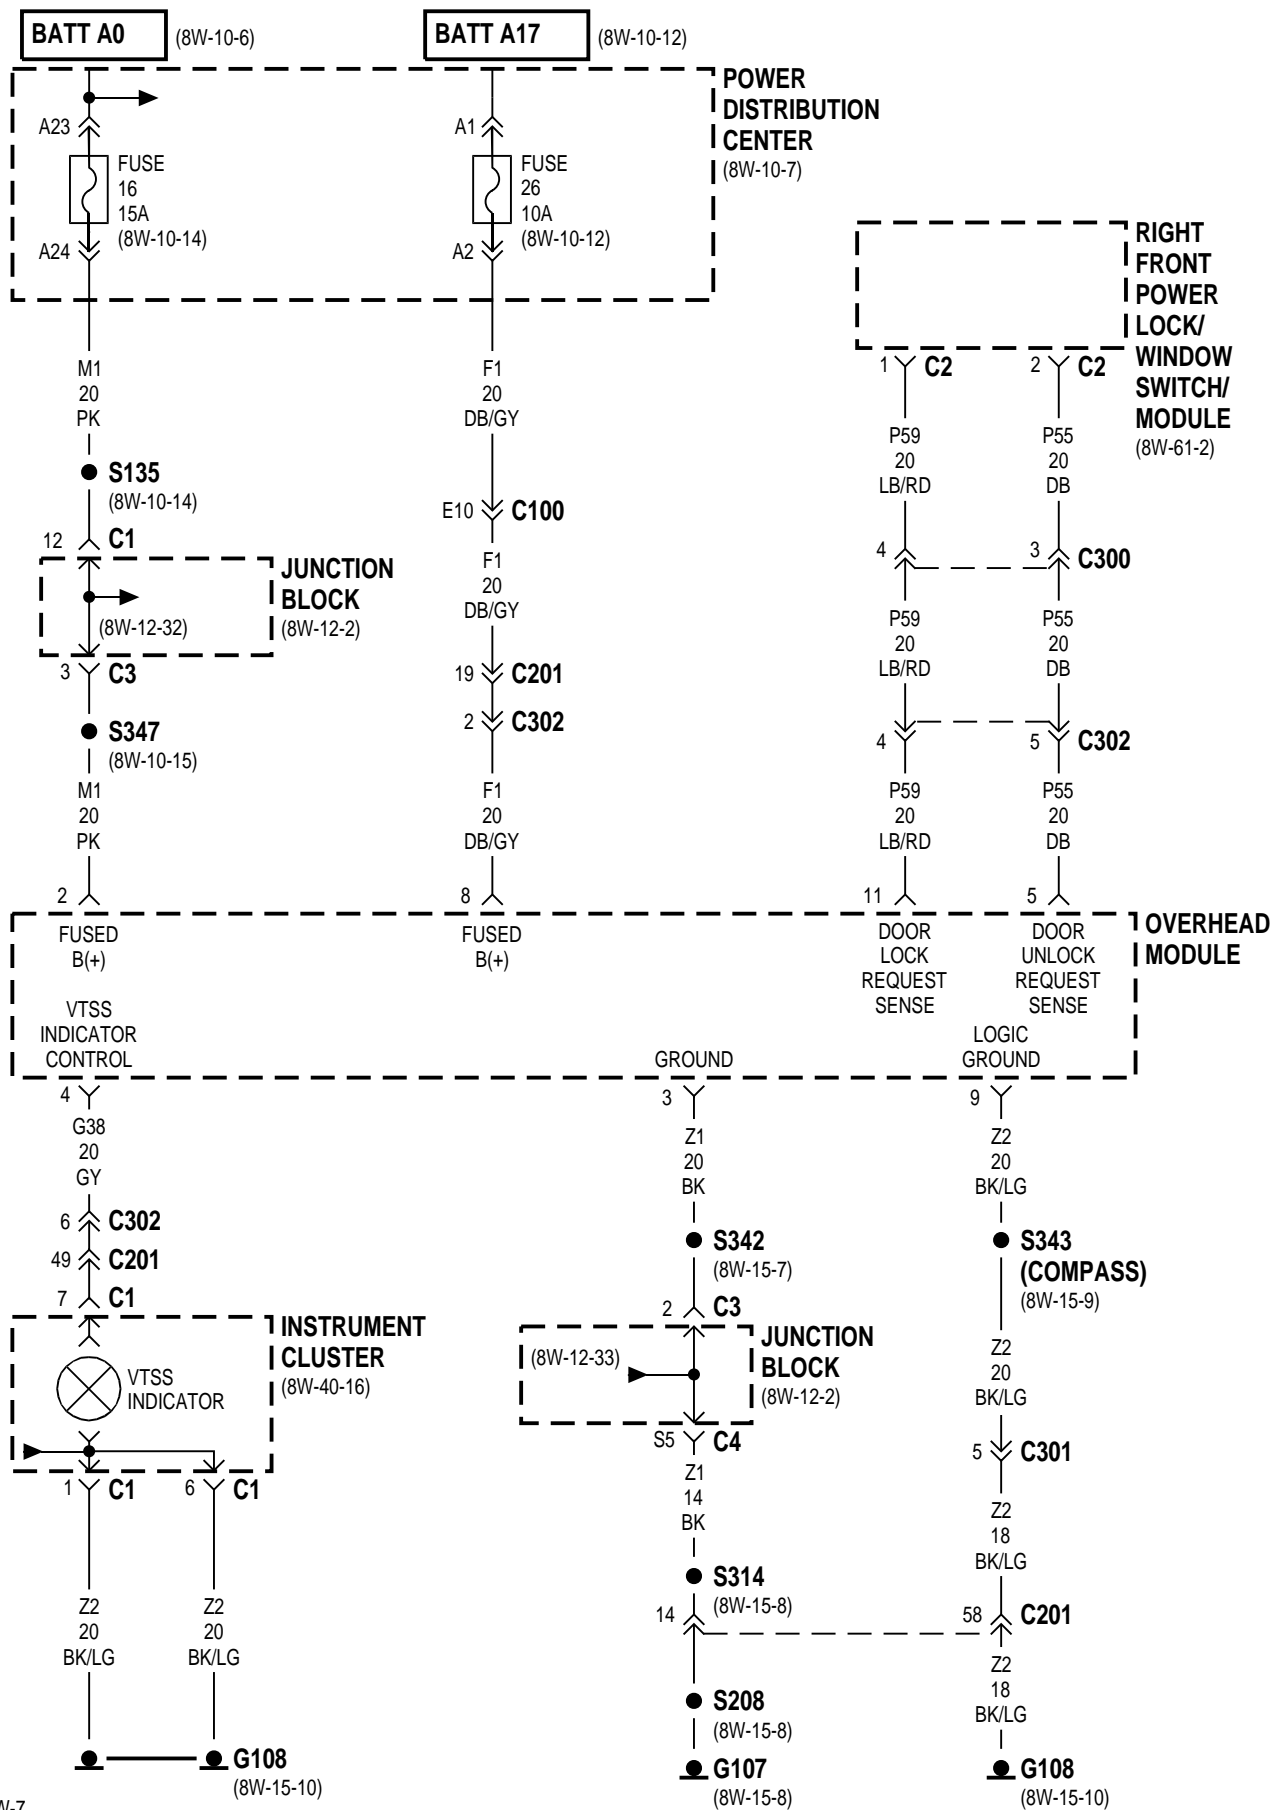 BATT A0 (8W-10-6)
BATT A17 (8W-10-12)
POWER
DISTRIBUTION
CENTER
(8W-10-7)
A23
FUSE
16
15A
(8W-10-14)
A24
A1
FUSE
26
10A
(8W-10-12)
A2
RIGHT
FRONT
POWER
LOCK/
WINDOW
SWITCH/
MODULE
(8W-61-2)
M1
20
PK
S135
(8W-10-14)
12 C1
JUNCTION
BLOCK
(8W-12-2)
(8W-12-32)
3 C3
S347
(8W-10-15)
M1
20
PK
2
F1
20
DB/GY
E10 C100
F1
20
DB/GY
19 C201
2 C302
F1
20
DB/GY
8
1 C2
P59
20
LB/RD
4
P59
20
LB/RD
4
P59
20
LB/RD
11
2 C2
P55
20
DB
3 C300
P55
20
DB
5 C302
P55
20
DB
5
OVERHEAD
MODULE
FUSED
B(+)
FUSED
B(+)
DOOR
LOCK
REQUEST
SENSE
DOOR
UNLOCK
REQUEST
SENSE
VTSS
INDICATOR
CONTROL
GROUND
LOGIC
GROUND
4
G38
20
GY
6 C302
49 C201
7 C1
INSTRUMENT
CLUSTER
(8W-40-16)
VTSS
INDICATOR
1 C1
6 C1
Z2
20
BK/LG
Z2
20
BK/LG
G108
(8W-15-10)
3
Z1
20
BK
S342
(8W-15-7)
2 C3
JUNCTION
BLOCK
(8W-12-2)
(8W-12-33)
S5 C4
Z1
14
BK
S314
(8W-15-8)
14
S208
(8W-15-8)
G107
(8W-15-8)
9
Z2
20
BK/LG
S343
(COMPASS)
(8W-15-9)
Z2
20
BK/LG
5 C301
Z2
18
BK/LG
58 C201
Z2
18
BK/LG
G108
(8W-15-10)